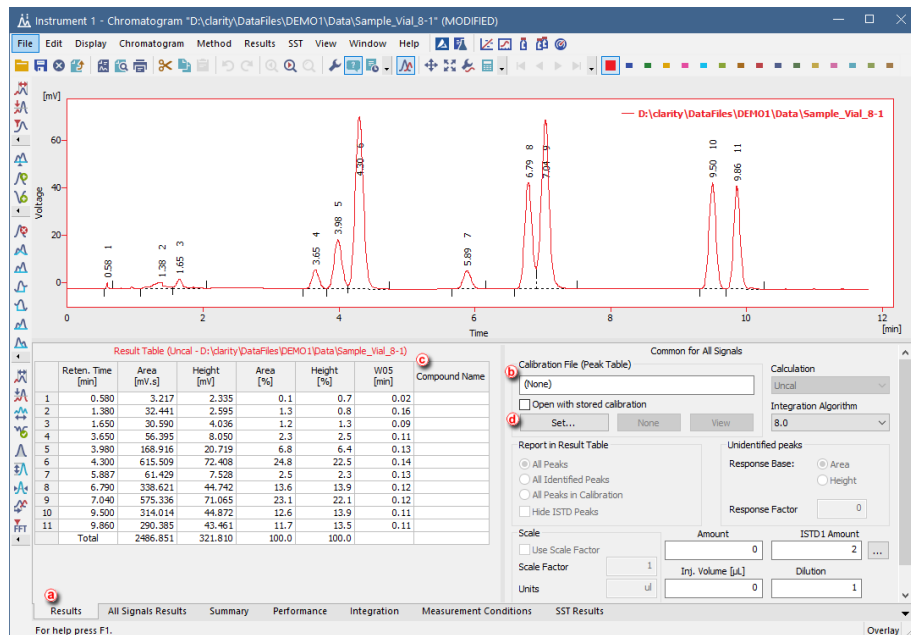 Instrument 1 - Chromatogram "D:\clarity\DataFiles\DEMO1\Data\Sample_Vial_8-1" (MODIFIED)
File Edit Display Chromatogram Method Results SST View Window Help
[mV]
D:\clarity\DataFiles\DEMO1\Data\Sample_Vial_8-1
60
40
20
0
Voltage
0.58 1
1.38 2
1.65 3
3.65 4
3.98 5
4.30 6
5.89 7
6.79 8
7.04 9
9.50 10
9.86 11
0 2 4 6 8 10 12
Time
[min]
Result Table (Uncal - D:\clarity\DataFiles\DEMO1\Data\Sample_Vial_8-1)
c
Reten. Time [min] Area [mV.s] Height [mV] Area [%] Height [%] W05 [min] Compound Name
1 0.580 3.217 2.335 0.1 0.7 0.02
2 1.380 32.441 2.595 1.3 0.8 0.16
3 1.650 30.590 4.036 1.2 1.3 0.09
4 3.650 56.395 8.050 2.3 2.5 0.11
5 3.980 168.916 20.719 6.8 6.4 0.13
6 4.300 615.509 72.408 24.8 22.5 0.14
7 5.887 61.429 7.528 2.5 2.3 0.13
8 6.790 338.621 44.742 13.6 13.9 0.12
9 7.040 575.336 71.065 23.1 22.1 0.12
10 9.500 314.014 44.872 12.6 13.9 0.11
11 9.860 290.385 43.461 11.7 13.5 0.11
Total 2486.851 321.810 100.0 100.0
Common for All Signals
Calibration File (Peak Table)
b
(None)
Open with stored calibration
d
Set... None View
Calculation
Uncal
Integration Algorithm
8.0
Report in Result Table
All Peaks
All Identified Peaks
All Peaks in Calibration
Hide ISTD Peaks
Unidentified peaks
Response Base: Area
Height
Response Factor 0
Scale
Use Scale Factor
Scale Factor 1
Units ul
Amount
0
ISTD1 Amount
2 ...
Inj. Volume [µL]
0
Dilution
1
a
Results All Signals Results Summary Performance Integration Measurement Conditions SST Results
For help press F1.
Overlay
FFT